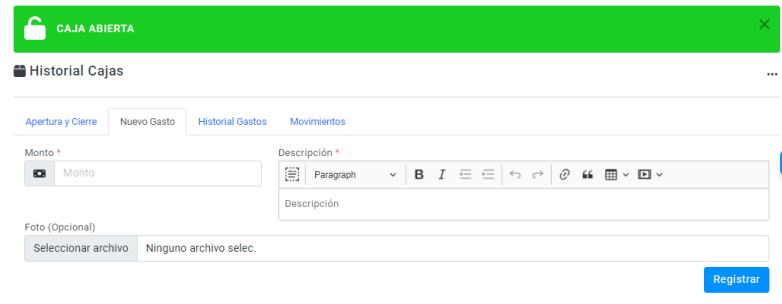 CAJA ABIERTA
Historial Cajas
Apertura y Cierre Nuevo Gasto Historial Gastos Movimientos
Monto * Descripción *
Monto Paragraph B I
Descripción
Foto (Opcional)
Seleccionar archivo Ninguno archivo selec.
Registrar